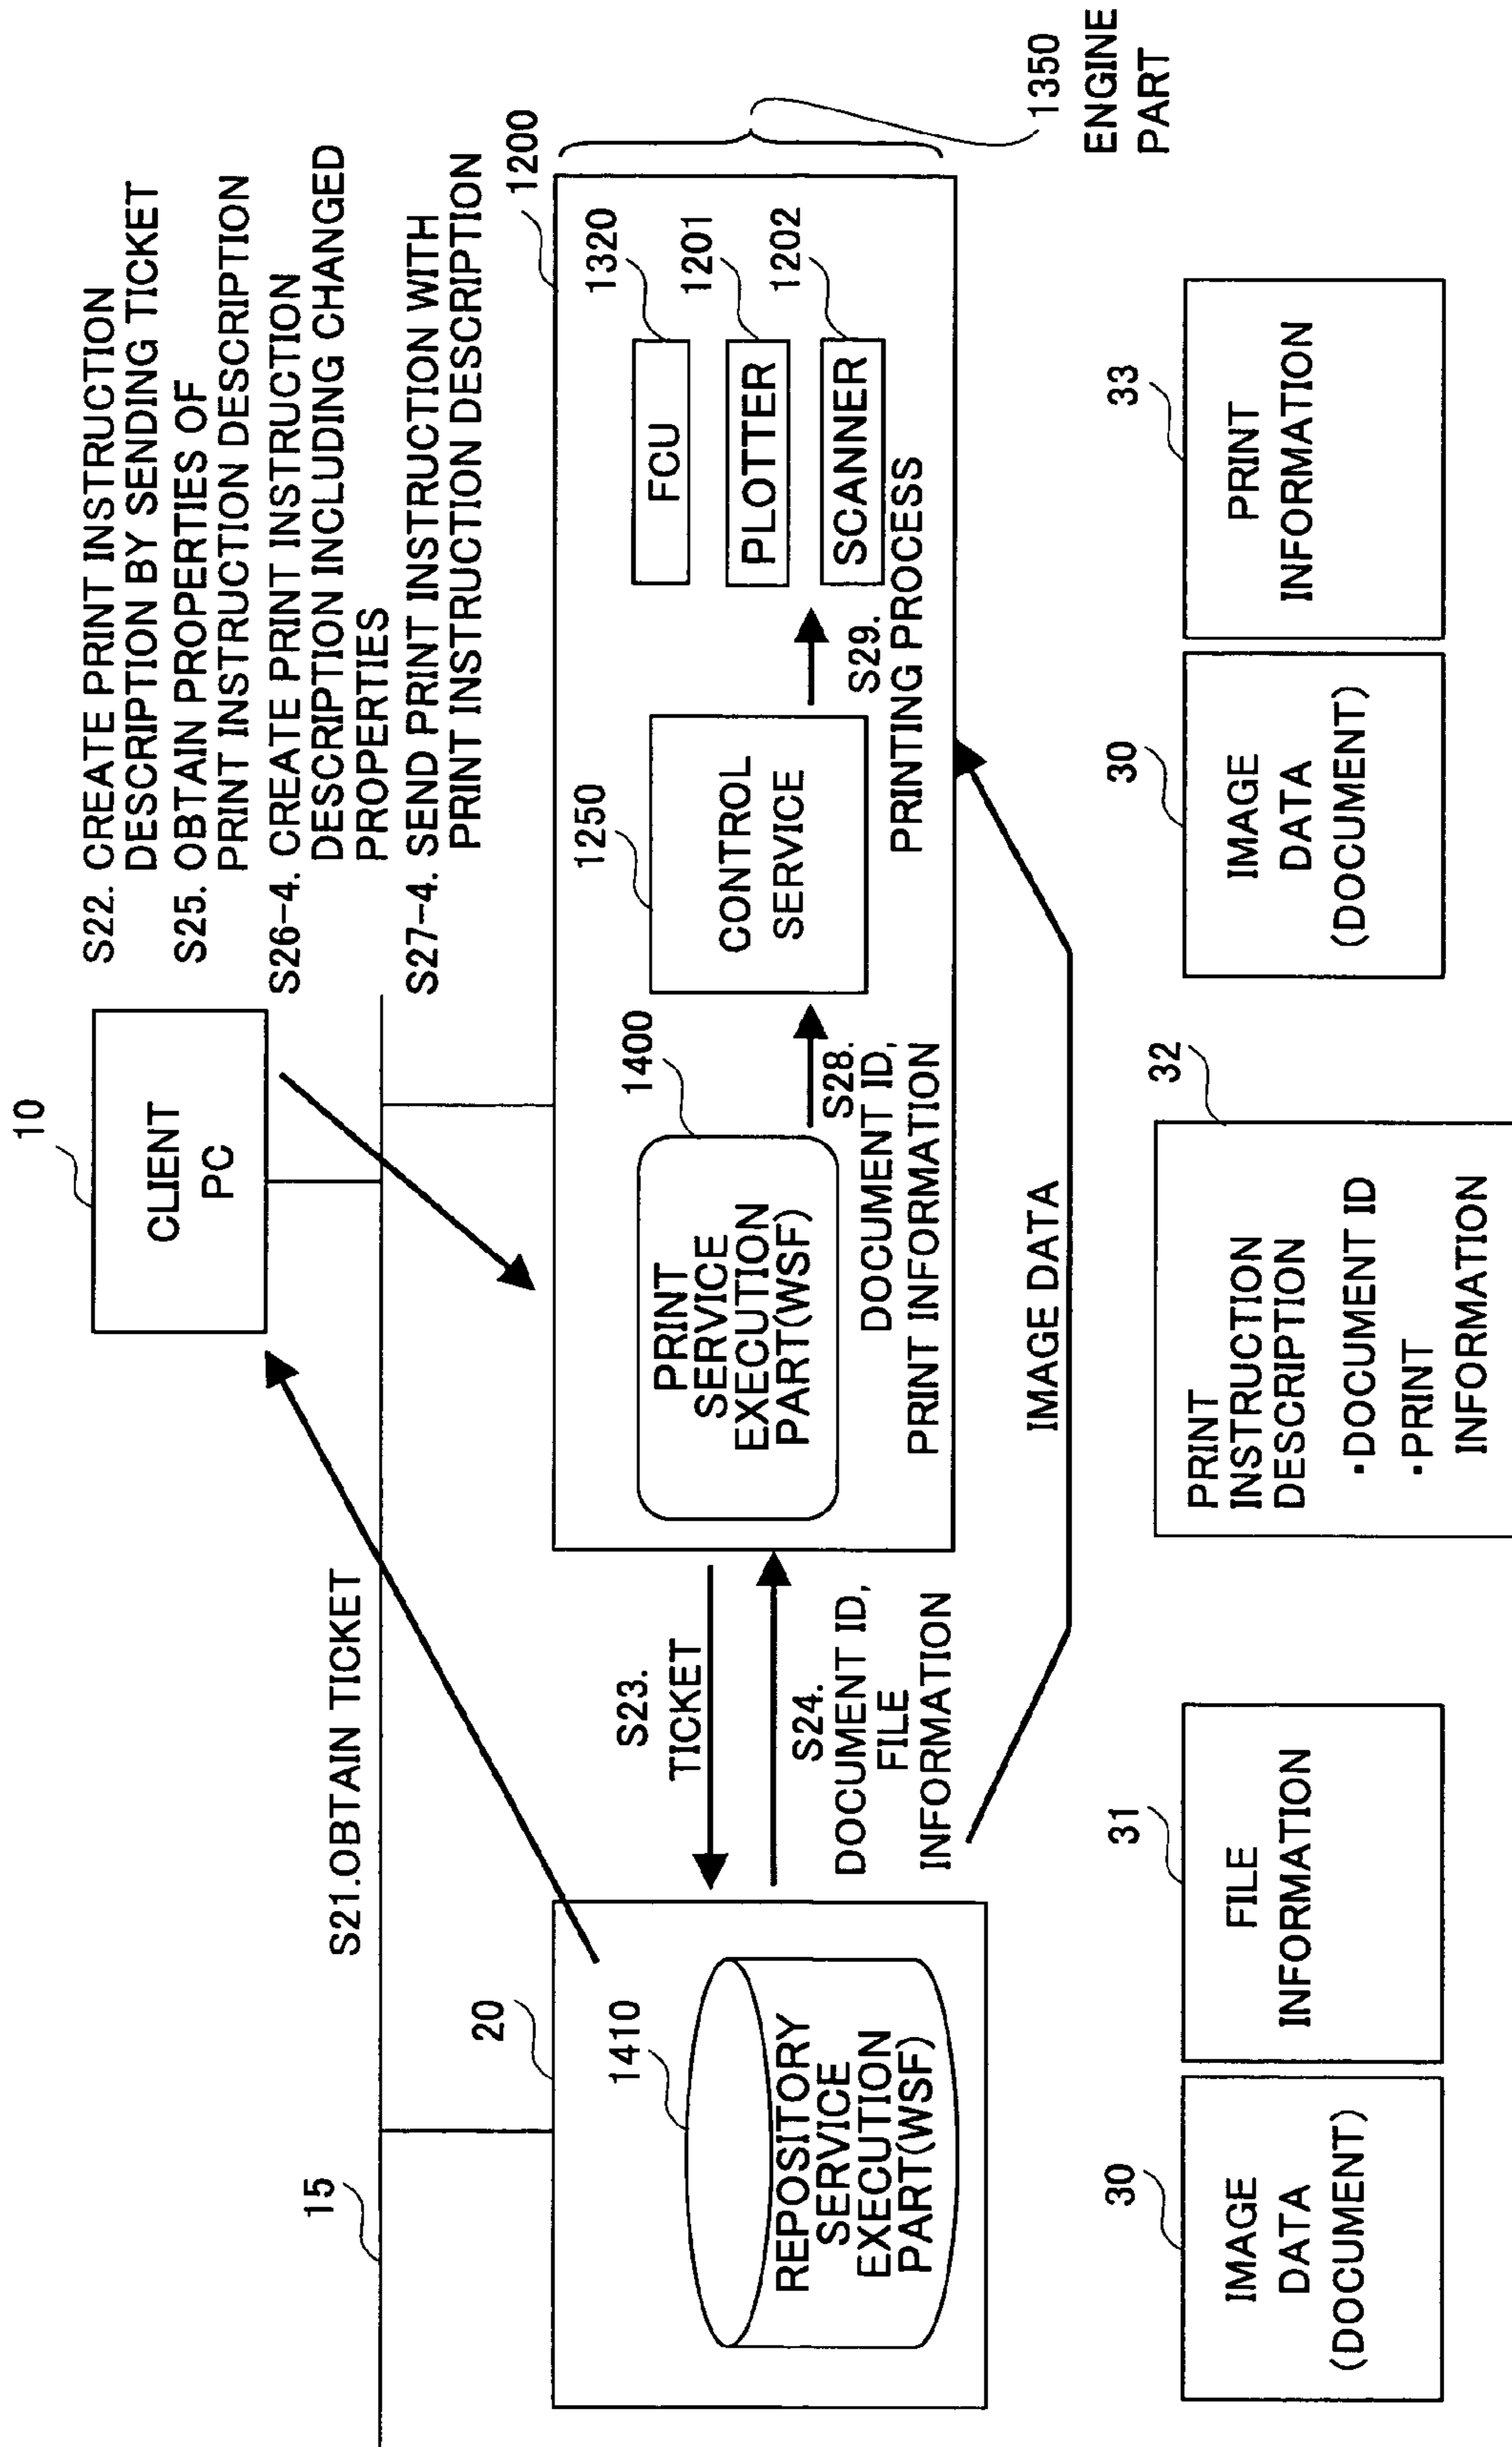 10
CLIENT
PC
S22. CREATE PRINT INSTRUCTION
DESCRIPTION BY SENDING TICKET
S25. OBTAIN PROPERTIES OF
PRINT INSTRUCTION DESCRIPTION
S26-4. CREATE PRINT INSTRUCTION
DESCRIPTION INCLUDING CHANGED
PROPERTIES
S27-4. SEND PRINT INSTRUCTION WITH
PRINT INSTRUCTION DESCRIPTION
15
S21.OBTAIN TICKET
20
1410
REPOSITORY
SERVICE
EXECUTION
PART(WSF)
S23.
TICKET
S24.
DOCUMENT ID,
FILE
INFORMATION
1200
1400
PRINT
SERVICE
EXECUTION
PART(WSF)
S28.
DOCUMENT ID,
PRINT INFORMATION
1250
CONTROL
SERVICE
S29.
PRINTING PROCESS
1320
FCU
1201
PLOTTER
1202
SCANNER
1350
ENGINE
PART
IMAGE DATA
30
IMAGE
DATA
(DOCUMENT)
31
FILE
INFORMATION
32
PRINT
INSTRUCTION
DESCRIPTION
・DOCUMENT ID
・PRINT
INFORMATION
30
IMAGE
DATA
(DOCUMENT)
33
PRINT
INFORMATION